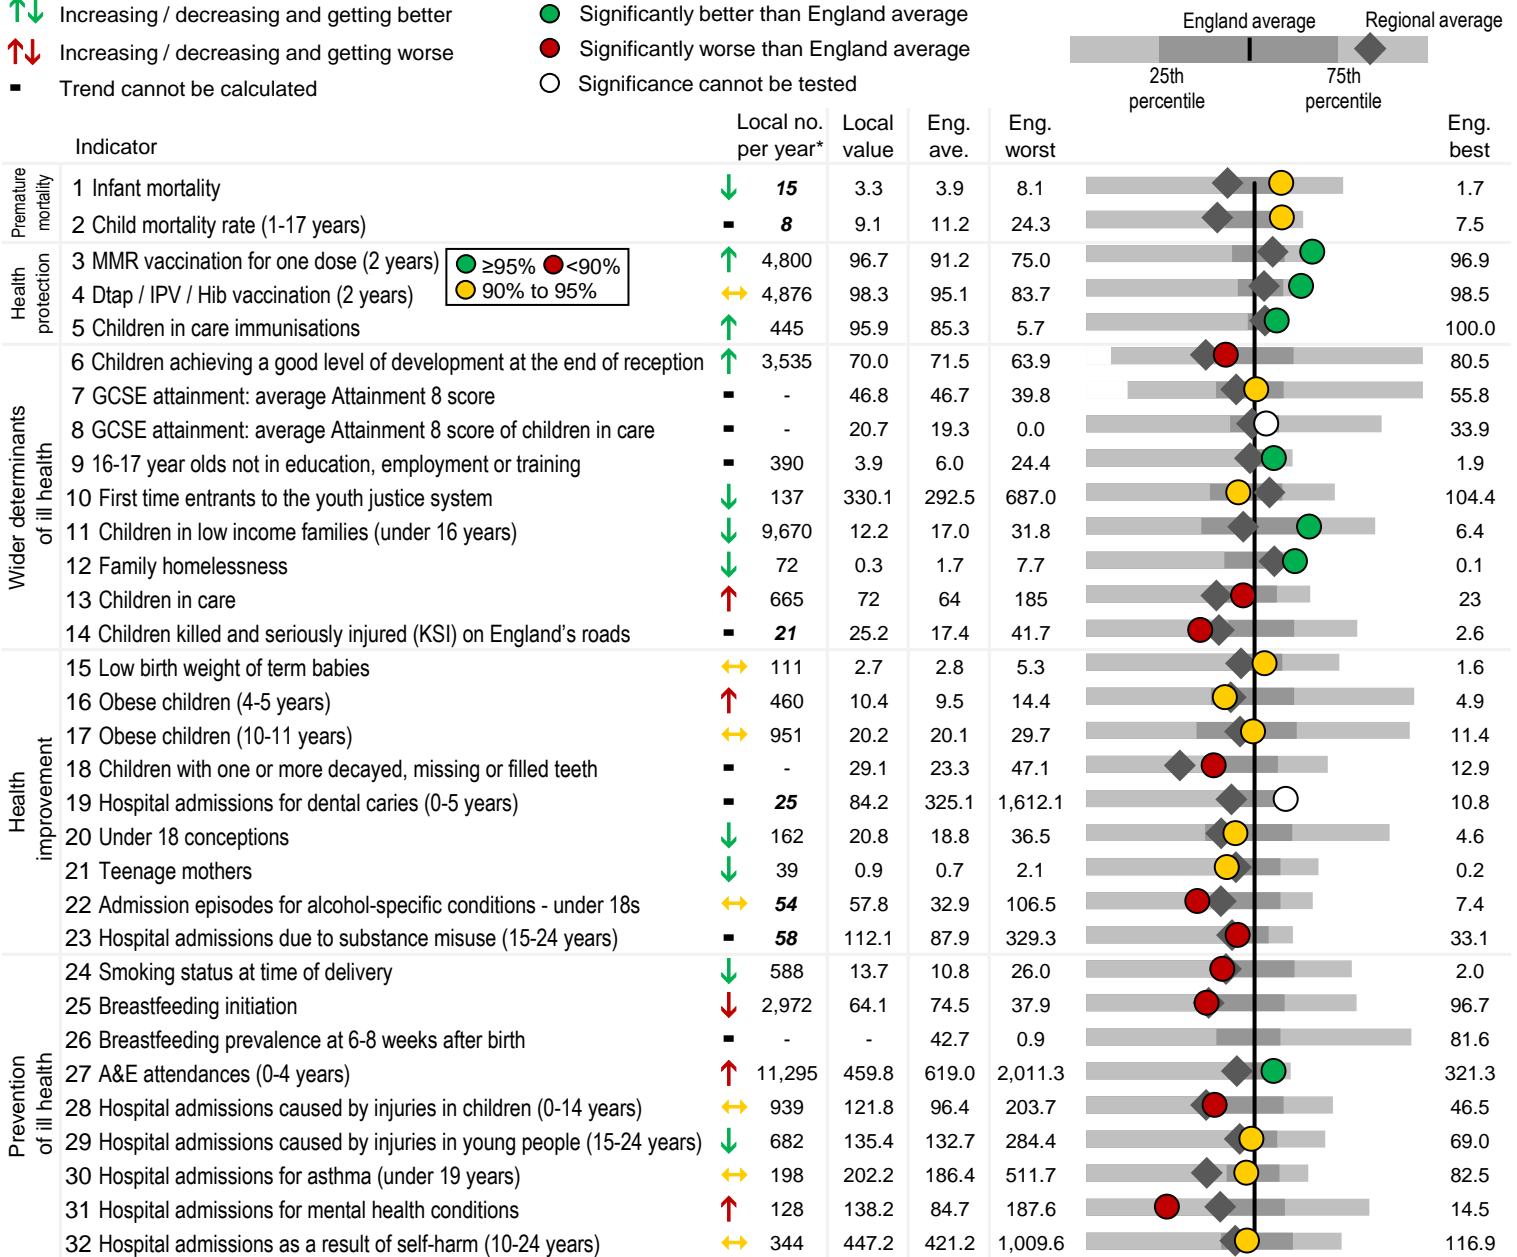 Increasing / decreasing and getting better
Significantly better than England average
England average Regional average
Increasing / decreasing and getting worse
Significantly worse than England average
Trend cannot be calculated
Significance cannot be tested
25th percentile
75th percentile
Indicator
Local no. per year*
Local value
Eng. ave.
Eng. worst
Eng. best
Premature mortality
1 Infant mortality 15 3.3 3.9 8.1 1.7
2 Child mortality rate (1-17 years) 8 9.1 11.2 24.3 7.5
Health protection
3 MMR vaccination for one dose (2 years) 4,800 96.7 91.2 75.0 96.9
≥95% <90%
90% to 95%
4 Dtap / IPV / Hib vaccination (2 years) 4,876 98.3 95.1 83.7 98.5
5 Children in care immunisations 445 95.9 85.3 5.7 100.0
Wider determinants of ill health
6 Children achieving a good level of development at the end of reception 3,535 70.0 71.5 63.9 80.5
7 GCSE attainment: average Attainment 8 score - 46.8 46.7 39.8 55.8
8 GCSE attainment: average Attainment 8 score of children in care - 20.7 19.3 0.0 33.9
9 16-17 year olds not in education, employment or training 390 3.9 6.0 24.4 1.9
10 First time entrants to the youth justice system 137 330.1 292.5 687.0 104.4
11 Children in low income families (under 16 years) 9,670 12.2 17.0 31.8 6.4
12 Family homelessness 72 0.3 1.7 7.7 0.1
13 Children in care 665 72 64 185 23
14 Children killed and seriously injured (KSI) on England's roads 21 25.2 17.4 41.7 2.6
Health improvement
15 Low birth weight of term babies 111 2.7 2.8 5.3 1.6
16 Obese children (4-5 years) 460 10.4 9.5 14.4 4.9
17 Obese children (10-11 years) 951 20.2 20.1 29.7 11.4
18 Children with one or more decayed, missing or filled teeth - 29.1 23.3 47.1 12.9
19 Hospital admissions for dental caries (0-5 years) 25 84.2 325.1 1,612.1 10.8
20 Under 18 conceptions 162 20.8 18.8 36.5 4.6
21 Teenage mothers 39 0.9 0.7 2.1 0.2
22 Admission episodes for alcohol-specific conditions - under 18s 54 57.8 32.9 106.5 7.4
23 Hospital admissions due to substance misuse (15-24 years) 58 112.1 87.9 329.3 33.1
Prevention of ill health
24 Smoking status at time of delivery 588 13.7 10.8 26.0 2.0
25 Breastfeeding initiation 2,972 64.1 74.5 37.9 96.7
26 Breastfeeding prevalence at 6-8 weeks after birth - - 42.7 0.9 81.6
27 A&E attendances (0-4 years) 11,295 459.8 619.0 2,011.3 321.3
28 Hospital admissions caused by injuries in children (0-14 years) 939 121.8 96.4 203.7 46.5
29 Hospital admissions caused by injuries in young people (15-24 years) 682 135.4 132.7 284.4 69.0
30 Hospital admissions for asthma (under 19 years) 198 202.2 186.4 511.7 82.5
31 Hospital admissions for mental health conditions 128 138.2 84.7 187.6 14.5
32 Hospital admissions as a result of self-harm (10-24 years) 344 447.2 421.2 1,009.6 116.9